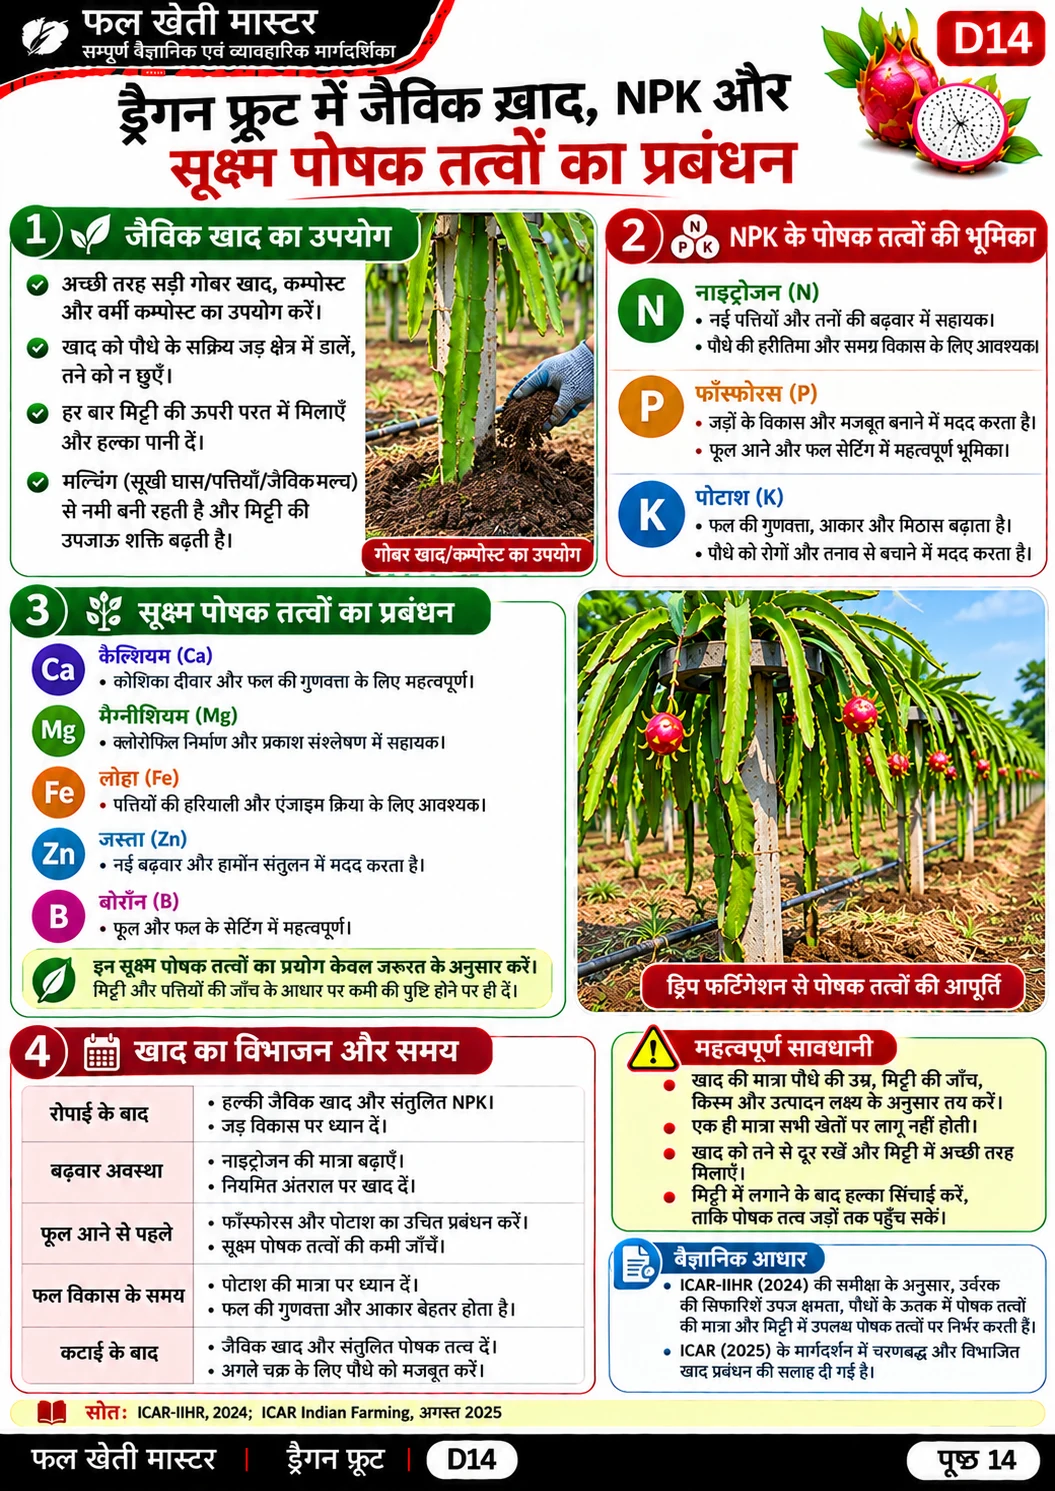 फल खेती मास्टर
सम्पूर्ण वैज्ञानिक एवं व्यावहारिक मार्गदर्शिका
D14
ड्रैगन फ्रूट में जैविक ख़ाद, NPK और
सूक्ष्म पोषक तत्वों का प्रबंधन
1 जैविक खाद का उपयोग
अच्छी तरह सड़ी गोबर खाद, कम्पोस्ट
और वर्मी कम्पोस्ट का उपयोग करें।
खाद को पौधे के सक्रिय जड़ क्षेत्र में डालें,
तने को न छुएँ।
हर बार मिट्टी की ऊपरी परत में मिलाएँ
और हल्का पानी दें।
मल्चिंग (सूखी घास/पत्तियाँ/जैविक मल्च)
से नमी बनी रहती है और मिट्टी की
उपजाऊ शक्ति बढ़ती है।
गोबर खाद/कम्पोस्ट का उपयोग
2 N P K NPK के पोषक तत्वों की भूमिका
N नाइट्रोजन (N)
• नई पत्तियों और तनों की बढ़वार में सहायक।
• पौधे की हरीतिमा और समग्र विकास के लिए आवश्यक।
P फॉस्फोरस (P)
• जड़ों के विकास और मजबूत बनाने में मदद करता है।
• फूल आने और फल सेटिंग में महत्वपूर्ण भूमिका।
K पोटाश (K)
• फल की गुणवत्ता, आकार और मिठास बढ़ाता है।
• पौधे को रोगों और तनाव से बचाने में मदद करता है।
3 सूक्ष्म पोषक तत्वों का प्रबंधन
Ca कैल्शियम (Ca)
• कोशिका दीवार और फल की गुणवत्ता के लिए महत्वपूर्ण।
Mg मैग्नीशियम (Mg)
• क्लोरोफिल निर्माण और प्रकाश संश्लेषण में सहायक।
Fe लोहा (Fe)
• पत्तियों की हरियाली और एंजाइम क्रिया के लिए आवश्यक।
Zn जस्ता (Zn)
• नई बढ़वार और हार्मोन संतुलन में मदद करता है।
B बोरॉन (B)
• फूल और फल के सेटिंग में महत्वपूर्ण।
इन सूक्ष्म पोषक तत्वों का प्रयोग केवल जरूरत के अनुसार करें।
मिट्टी और पत्तियों की जाँच के आधार पर कमी की पुष्टि होने पर ही दें।
ड्रिप फर्टिगेशन से पोषक तत्वों की आपूर्ति
4 खाद का विभाजन और समय
रोपाई के बाद
• हल्की जैविक खाद और संतुलित NPK।
• जड़ विकास पर ध्यान दें।
बढ़वार अवस्था
• नाइट्रोजन की मात्रा बढ़ाएँ।
• नियमित अंतराल पर खाद दें।
फूल आने से पहले
• फॉस्फोरस और पोटाश का उचित प्रबंधन करें।
• सूक्ष्म पोषक तत्वों की कमी जाँचें।
फल विकास के समय
• पोटाश की मात्रा पर ध्यान दें।
• फल की गुणवत्ता और आकार बेहतर होता है।
कटाई के बाद
• जैविक खाद और संतुलित पोषक तत्व दें।
• अगले चक्र के लिए पौधे को मजबूत करें।
महत्वपूर्ण सावधानी
• खाद की मात्रा पौधे की उम्र, मिट्टी की जाँच,
किस्म और उत्पादन लक्ष्य के अनुसार तय करें।
• एक ही मात्रा सभी खेतों पर लागू नहीं होती।
• खाद को तने से दूर रखें और मिट्टी में अच्छी तरह
मिलाएँ।
• मिट्टी में लगाने के बाद हल्का सिंचाई करें,
ताकि पोषक तत्व जड़ों तक पहुँच सकें।
वैज्ञानिक आधार
• ICAR-IIHR (2024) की समीक्षा के अनुसार, उर्वरक
की सिफारिशें उपज क्षमता, पौधों के ऊतक में पोषक तत्वों
की मात्रा और मिट्टी में उपलब्ध पोषक तत्वों पर निर्भर करती हैं।
• ICAR (2025) के मार्गदर्शन में चरणबद्ध और विभाजित
खाद प्रबंधन की सलाह दी गई है।
स्रोत: ICAR-IIHR, 2024; ICAR Indian Farming, अगस्त 2025
फल खेती मास्टर | ड्रैगन फ्रूट | D14
पृष्ठ 14